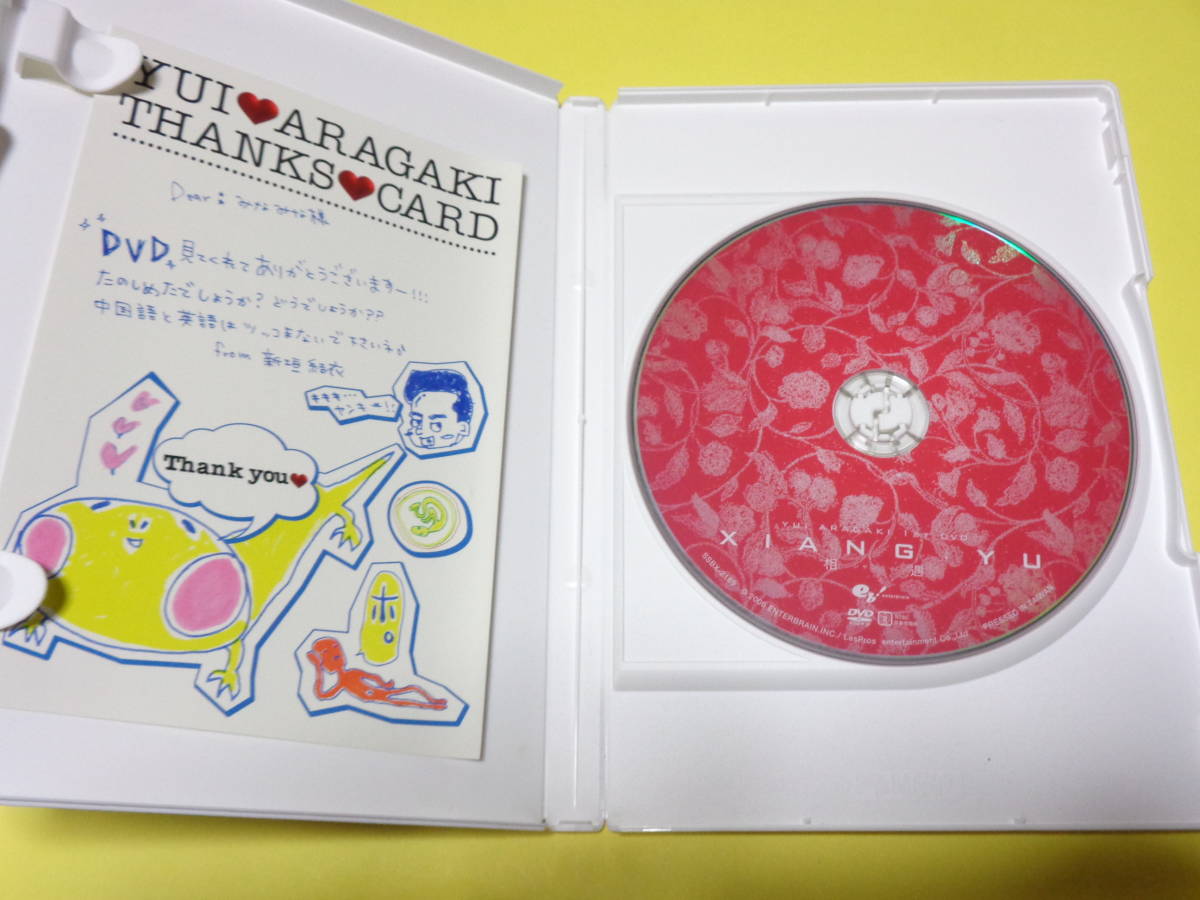 YUI♥ARAGAKI
THANKS♥CARD
Dear: みなみな様
DVD 見てくれてありがとうございますー!!!
たのしめたでしょうか? どうでしょうか??
中国語と英語はツッコまないで下さいネ♪
from 新垣 結衣
キキキ…
ヤンキー!!
Thank you♥
ホ
YUI ARAGAKI 1ST DVD
XIANG YU
相 遇
eb!
DVD
© 2006 ENTERBRAIN, INC. / LesPros entertainment Co.,Ltd
PRESSED IN TAIWAN